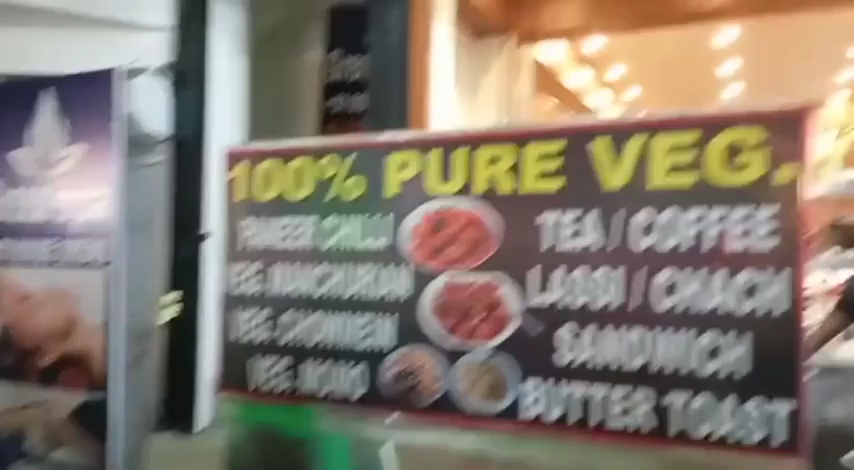 100% PURE VEG.
PANEER CHILLI
VEG MANCHURIAN
VEG. CHOWMEIN
VEG. MOMO
TEA / COFFEE
LASSI / CHACH
SANDWICH
BUTTER TOAST